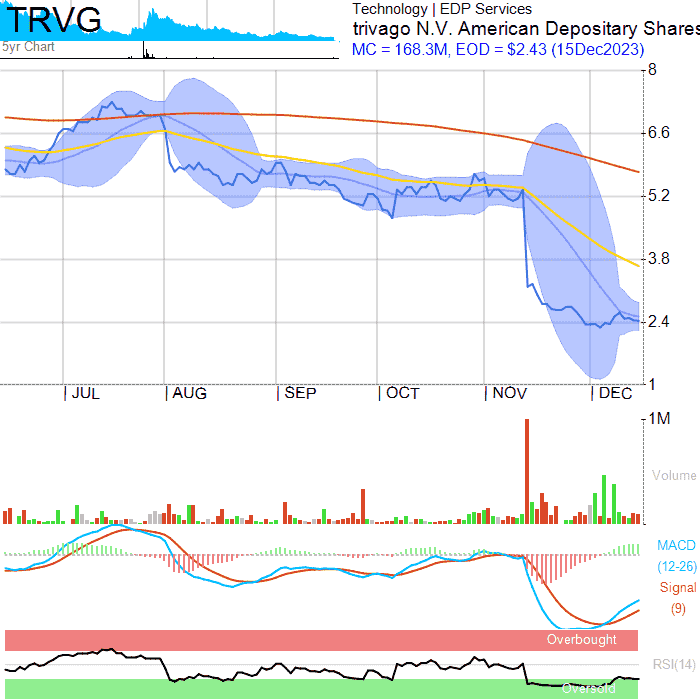 TRVG
5yr Chart
Technology | EDP Services
trivago N.V. American Depositary Shares
MC = 168.3M, EOD = $2.43 (15Dec2023)
8
6.6
5.2
3.8
2.4
1
JUL AUG SEP OCT NOV DEC
1M
Volume
MACD
(12-26)
Signal
(9)
Overbought
RSI(14)
Oversold